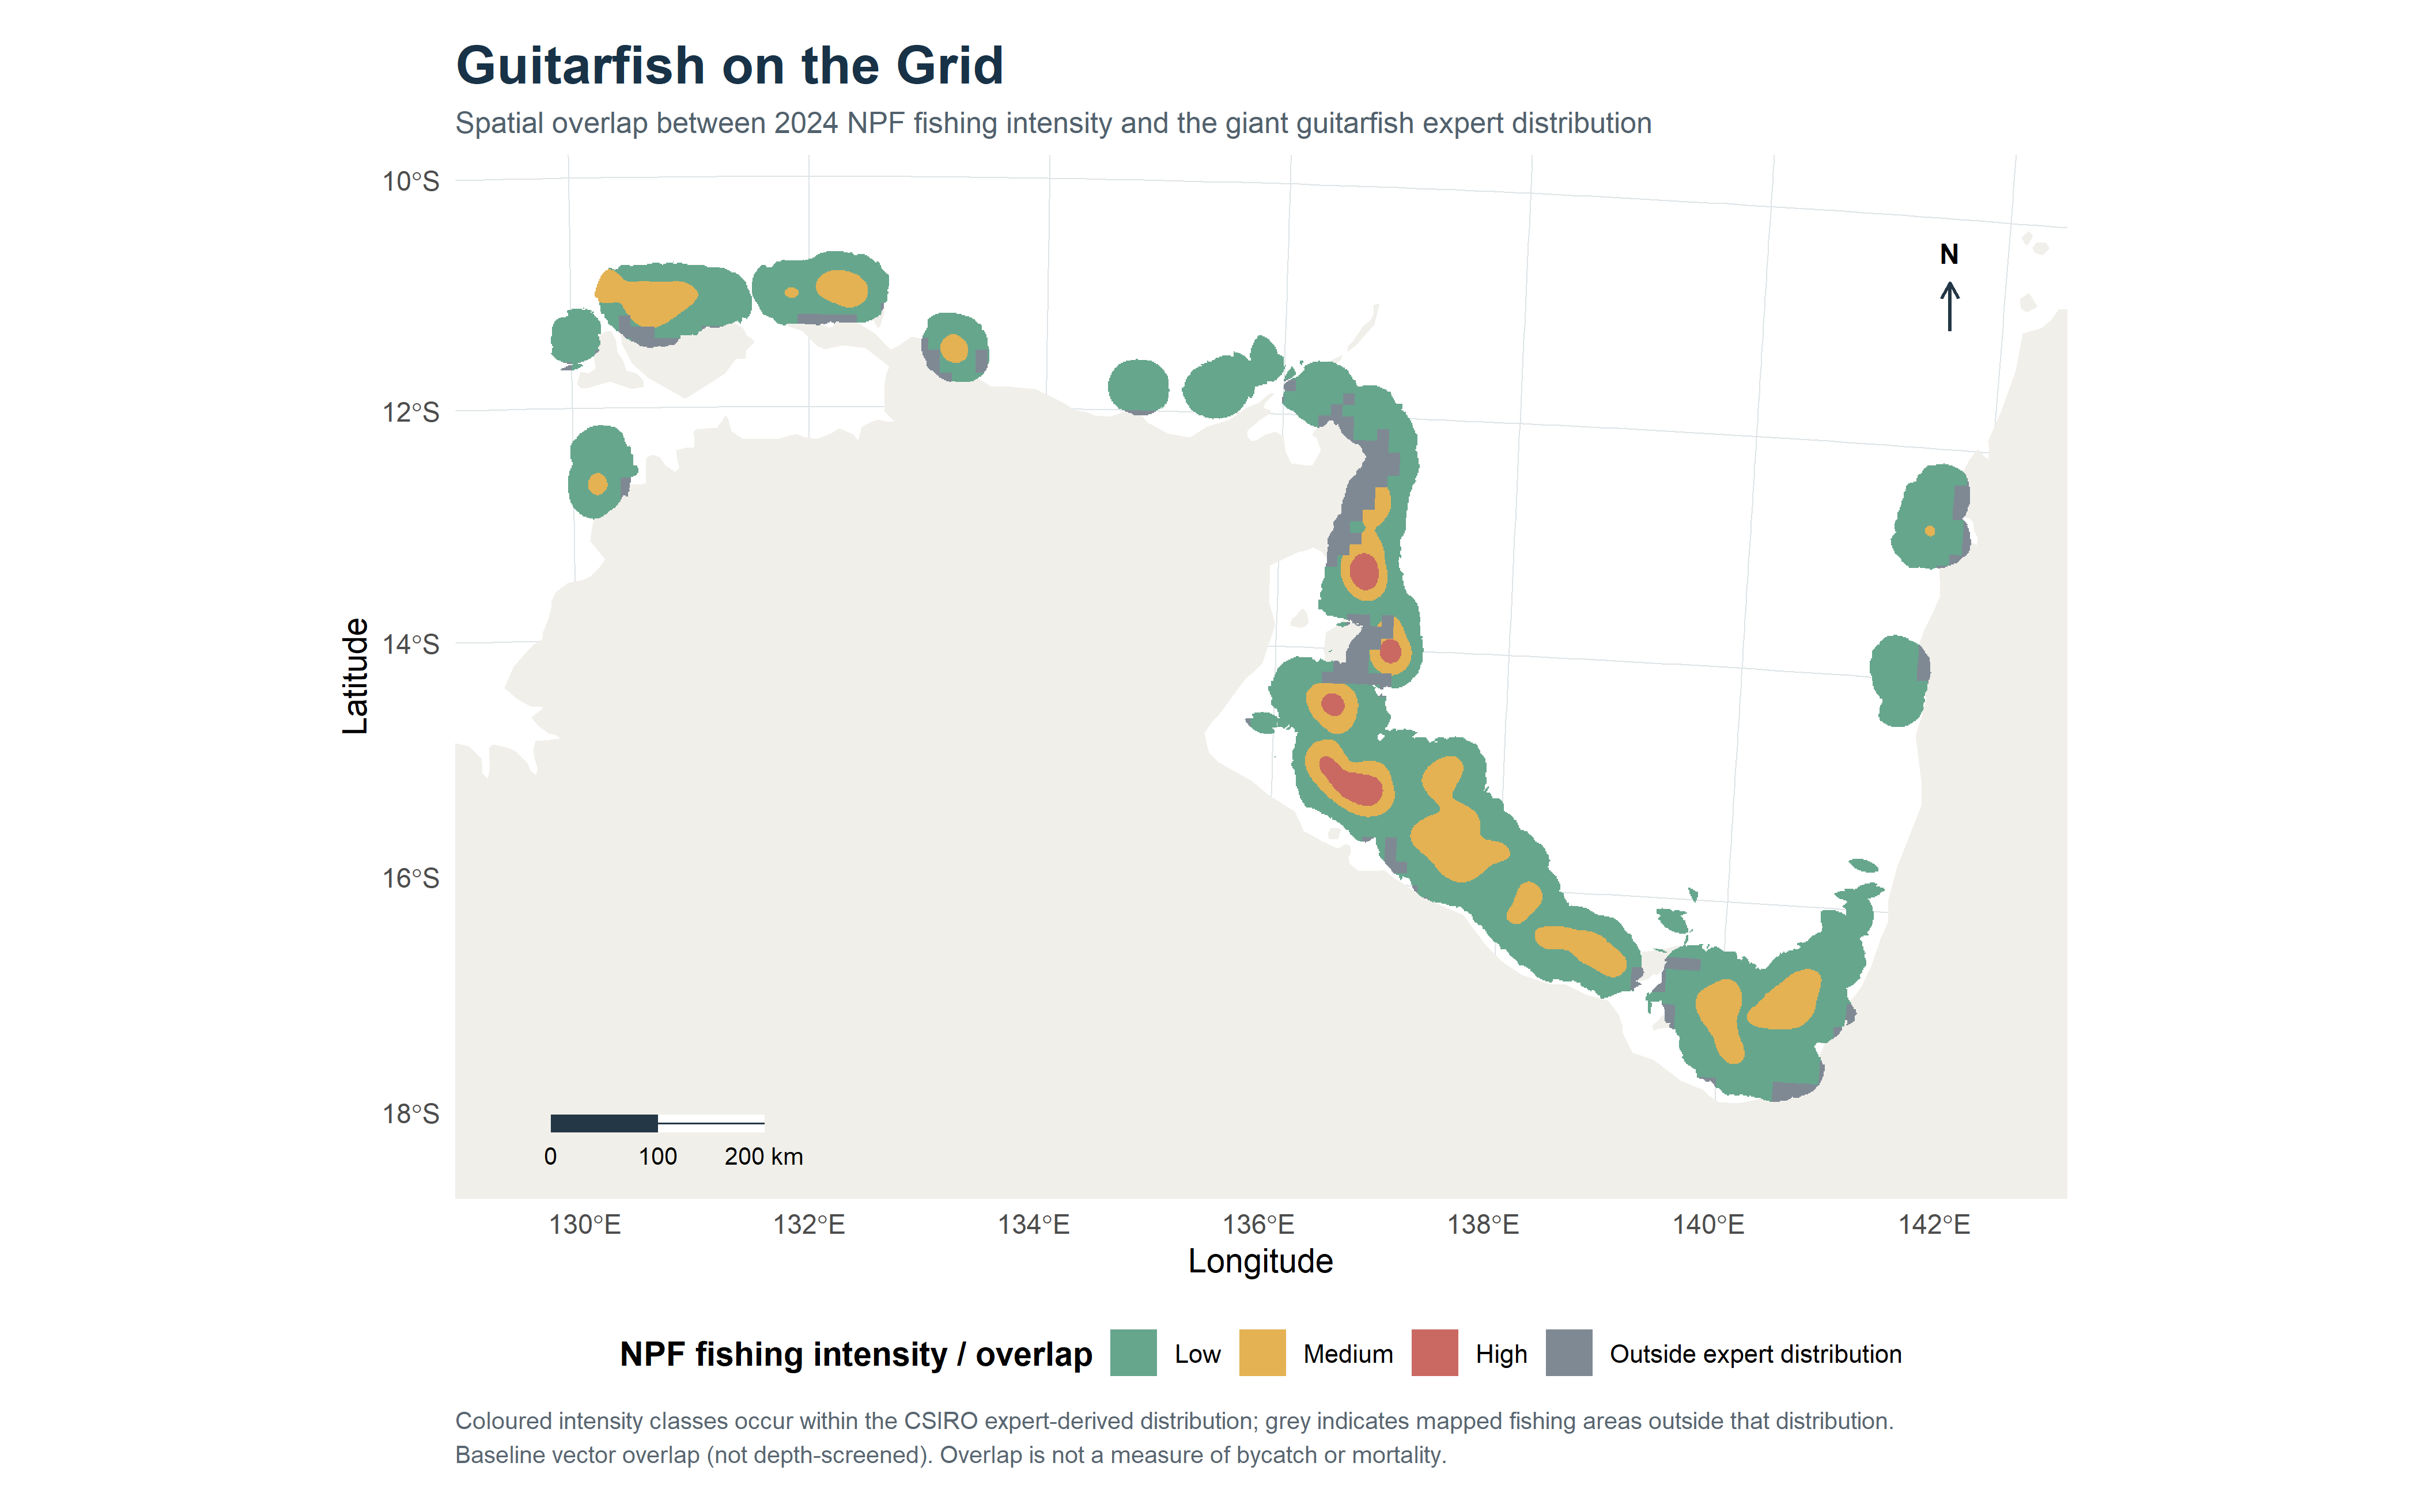 Guitarfish on the Grid
Spatial overlap between 2024 NPF fishing intensity and the giant guitarfish expert distribution
10°S
12°S
14°S
16°S
18°S
Latitude
N
0 100 200 km
130°E 132°E 134°E 136°E 138°E 140°E 142°E
Longitude
NPF fishing intensity / overlap Low Medium High Outside expert distribution
Coloured intensity classes occur within the CSIRO expert-derived distribution; grey indicates mapped fishing areas outside that distribution.
Baseline vector overlap (not depth-screened). Overlap is not a measure of bycatch or mortality.